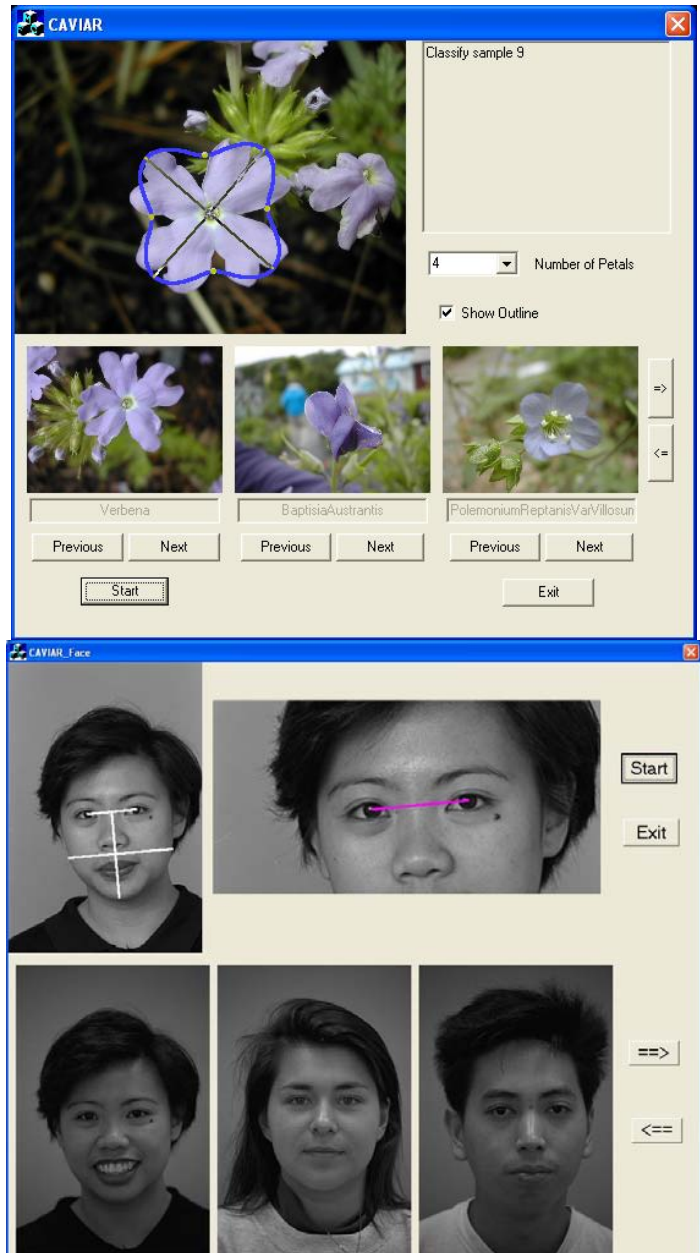 CAVIAR
Classify sample 9
4 Number of Petals
Show Outline
=>
<=
Verbena BaptisiaAustrantis PolemoniumReptanisVarVillosun
Previous Next Previous Next Previous Next
Start Exit
CAVIAR_Face
Start
Exit
==>
<==